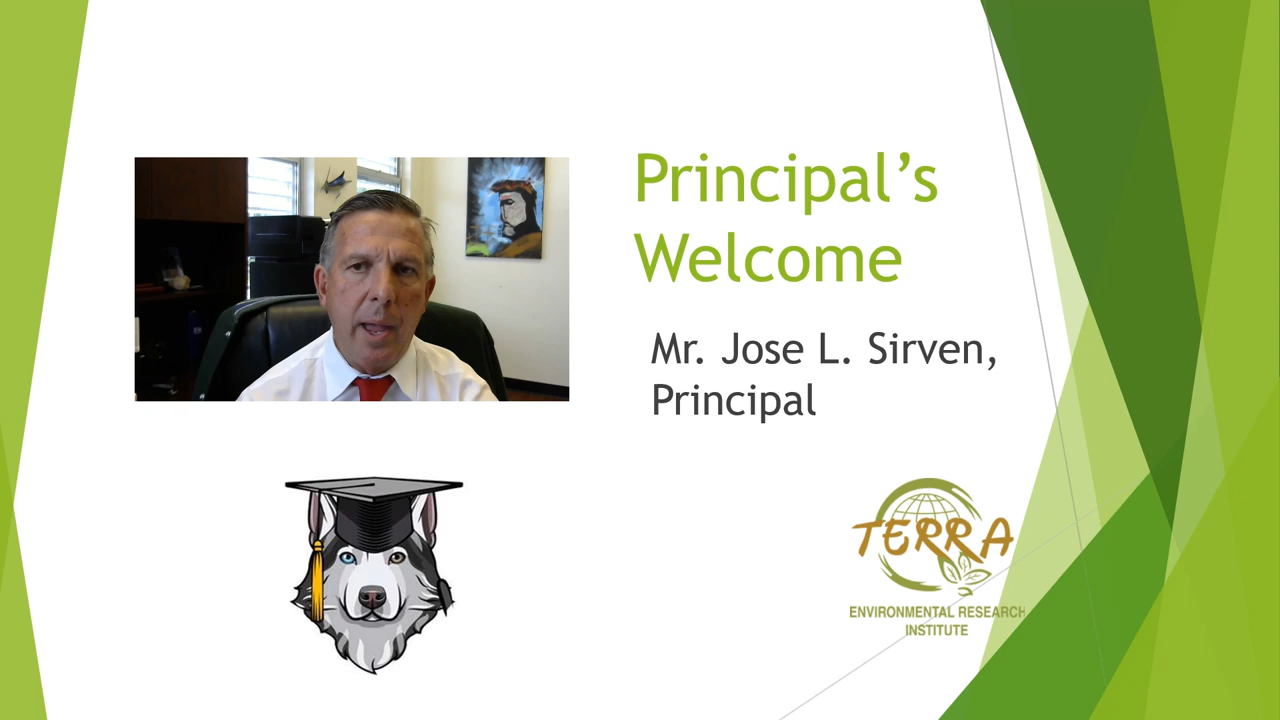 Principal’s
Welcome
Mr. Jose L. Sirven,
Principal
TERRA
ENVIRONMENTAL RESEARCH
INSTITUTE